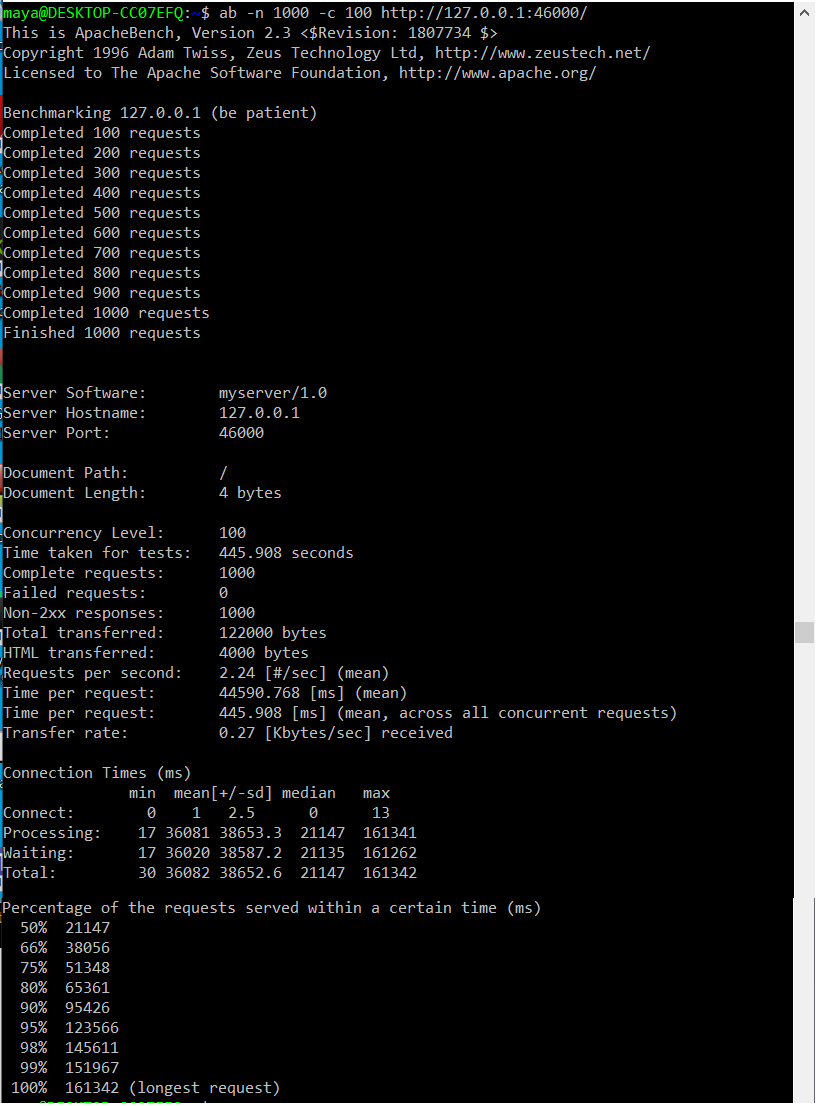 maya@DESKTOP-CC07EFQ:~$ ab -n 1000 -c 100 http://127.0.0.1:46000/
This is ApacheBench, Version 2.3 <$Revision: 1807734 $>
Copyright 1996 Adam Twiss, Zeus Technology Ltd, http://www.zeustech.net/
Licensed to The Apache Software Foundation, http://www.apache.org/

Benchmarking 127.0.0.1 (be patient)
Completed 100 requests
Completed 200 requests
Completed 300 requests
Completed 400 requests
Completed 500 requests
Completed 600 requests
Completed 700 requests
Completed 800 requests
Completed 900 requests
Completed 1000 requests
Finished 1000 requests

Server Software:        myserver/1.0
Server Hostname:        127.0.0.1
Server Port:            46000

Document Path:          /
Document Length:        4 bytes

Concurrency Level:      100
Time taken for tests:   445.908 seconds
Complete requests:      1000
Failed requests:        0
Non-2xx responses:      1000
Total transferred:      122000 bytes
HTML transferred:       4000 bytes
Requests per second:    2.24 [#/sec] (mean)
Time per request:       44590.768 [ms] (mean)
Time per request:       445.908 [ms] (mean, across all concurrent requests)
Transfer rate:          0.27 [Kbytes/sec] received

Connection Times (ms)
              min  mean[+/-sd] median   max
Connect:        0    1   2.5      0      13
Processing:    17 36081 38653.3  21147  161341
Waiting:       17 36020 38587.2  21135  161262
Total:         30 36082 38652.6  21147  161342

Percentage of the requests served within a certain time (ms)
  50%  21147
  66%  38056
  75%  51348
  80%  65361
  90%  95426
  95%  123566
  98%  145611
  99%  151967
 100%  161342 (longest request)